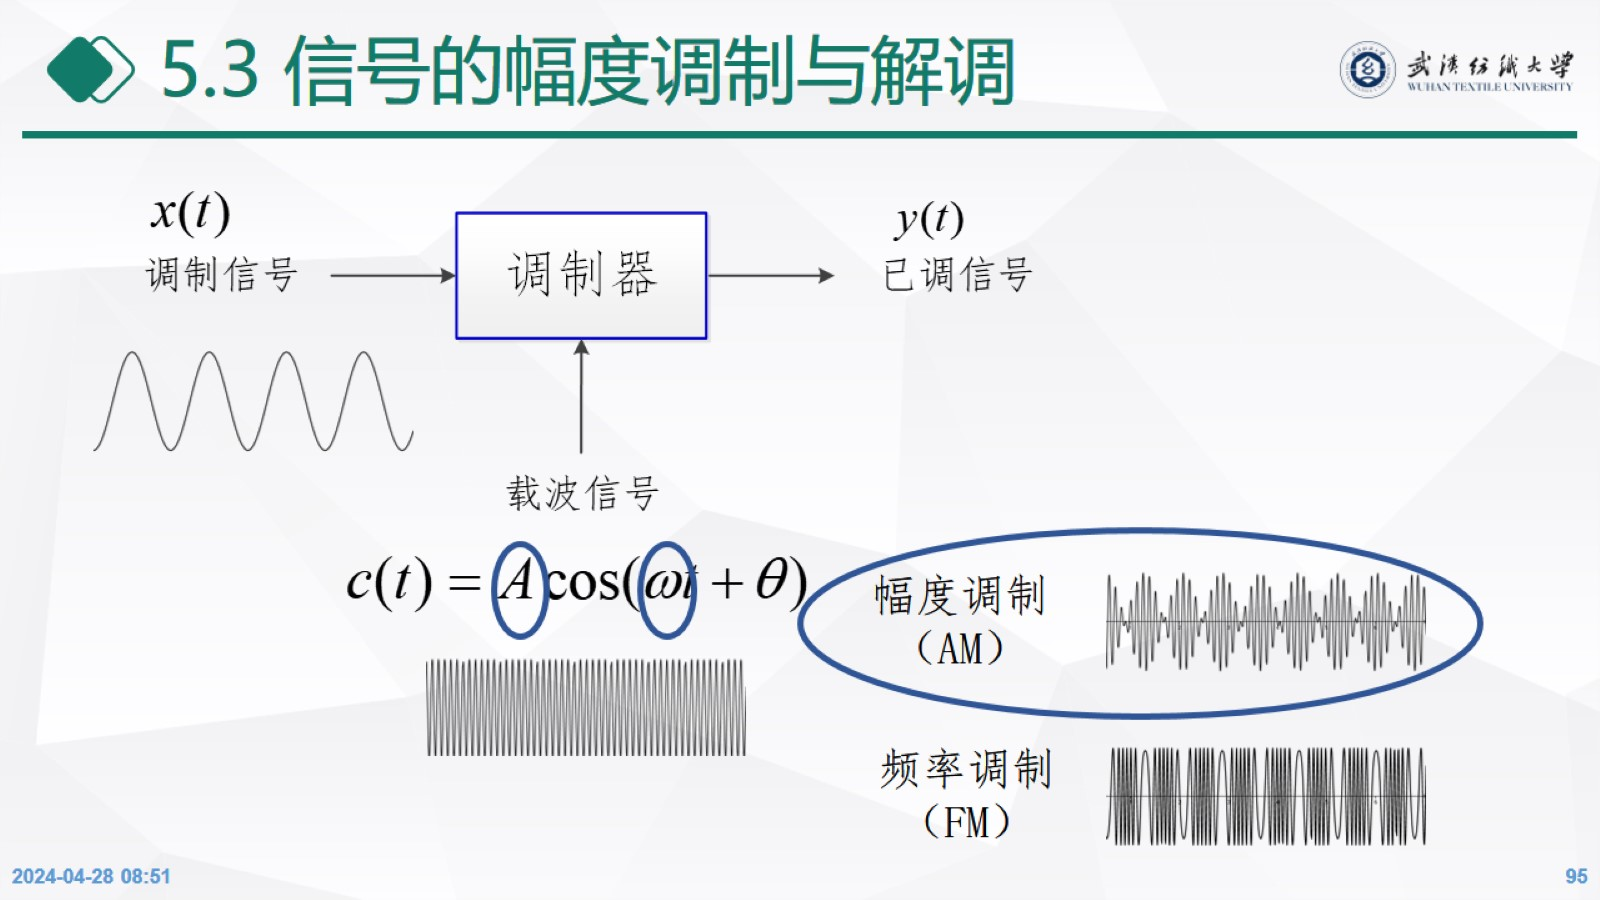 5.3 信号的幅度调制与解调
武汉纺织大学
WUHAN TEXTILE UNIVERSITY
x(t)
调制信号
调制器
y(t)
已调信号
载波信号
c(t) = A cos(ωt + θ)
幅度调制
（AM）
频率调制
（FM）
2024-04-28 08:51
95